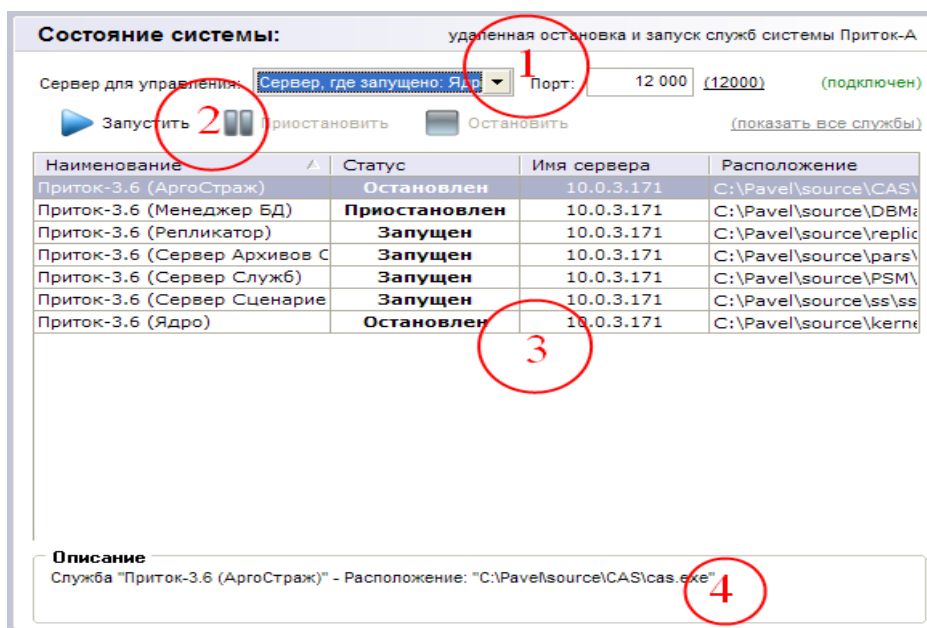 Состояние системы: удаленная остановка и запуск служб системы Приток-А
1
Сервер для управления: Сервер, где запущено: Ядр Порт: 12 000 (12000) (подключен)
2
Запустить Приостановить Остановить (показать все службы)
Наименование Статус Имя сервера Расположение
Приток-3.6 (АргоСтраж) Остановлен 10.0.3.171 C:\Pavel\source\CAS\
Приток-3.6 (Менеджер БД) Приостановлен 10.0.3.171 C:\Pavel\source\DBMa
Приток-3.6 (Репликатор) Запущен 10.0.3.171 C:\Pavel\source\replic
Приток-3.6 (Сервер Архивов С Запущен 10.0.3.171 C:\Pavel\source\pars\
Приток-3.6 (Сервер Служб) Запущен 10.0.3.171 C:\Pavel\source\PSM\
Приток-3.6 (Сервер Сценарие Запущен 10.0.3.171 C:\Pavel\source\ss\ss
Приток-3.6 (Ядро) Остановлен 10.0.3.171 C:\Pavel\source\kerne
3
Описание
Служба "Приток-3.6 (АргоСтраж)" - Расположение: "C:\Pavel\source\CAS\cas.exe"
4